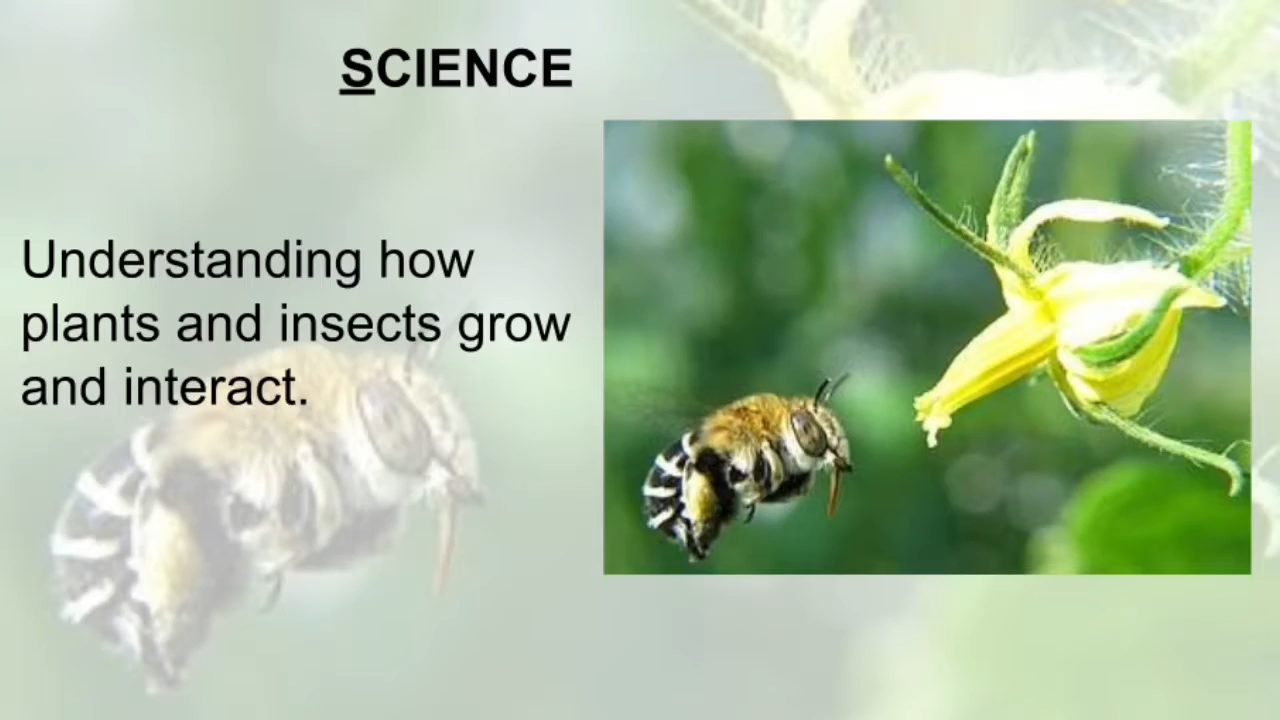 SCIENCE
Understanding how
plants and insects grow
and interact.